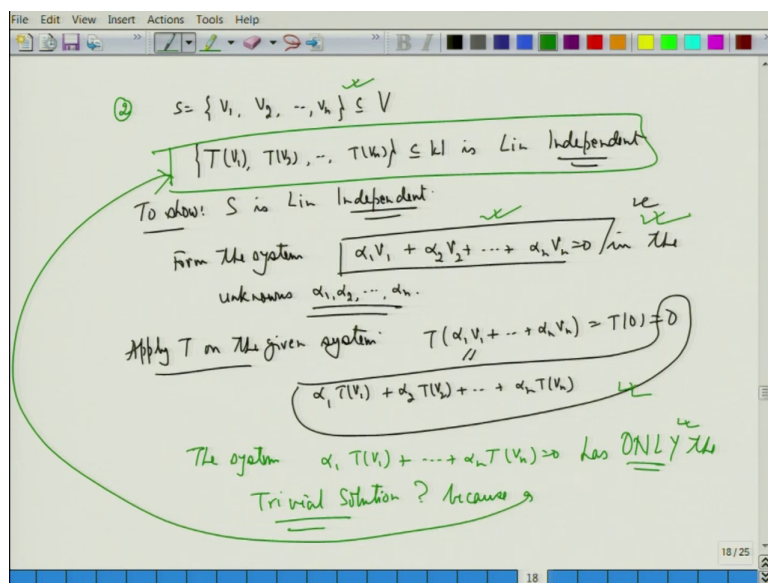 File Edit View Insert Actions Tools Help
② S = { V₁, V₂, --, Vₙ } ⊆ V
{ T(V₁), T(V₂), --, T(Vₙ) } ⊆ W is Lin Independent
To show: S is Lin Independent.
Form the system α₁V₁ + α₂V₂ + --- + αₙVₙ = 0 in the
unknowns α₁, α₂, ---, αₙ.
Apply T on the given system: T(α₁V₁ + --- + αₙVₙ) = T(0) = 0
α₁ T(V₁) + α₂ T(V₂) + --- + αₙ T(Vₙ)
The system α₁ T(V₁) + ---- + αₙ T(Vₙ) = 0 has ONLY the
Trivial Solution ? because
18 / 25
18